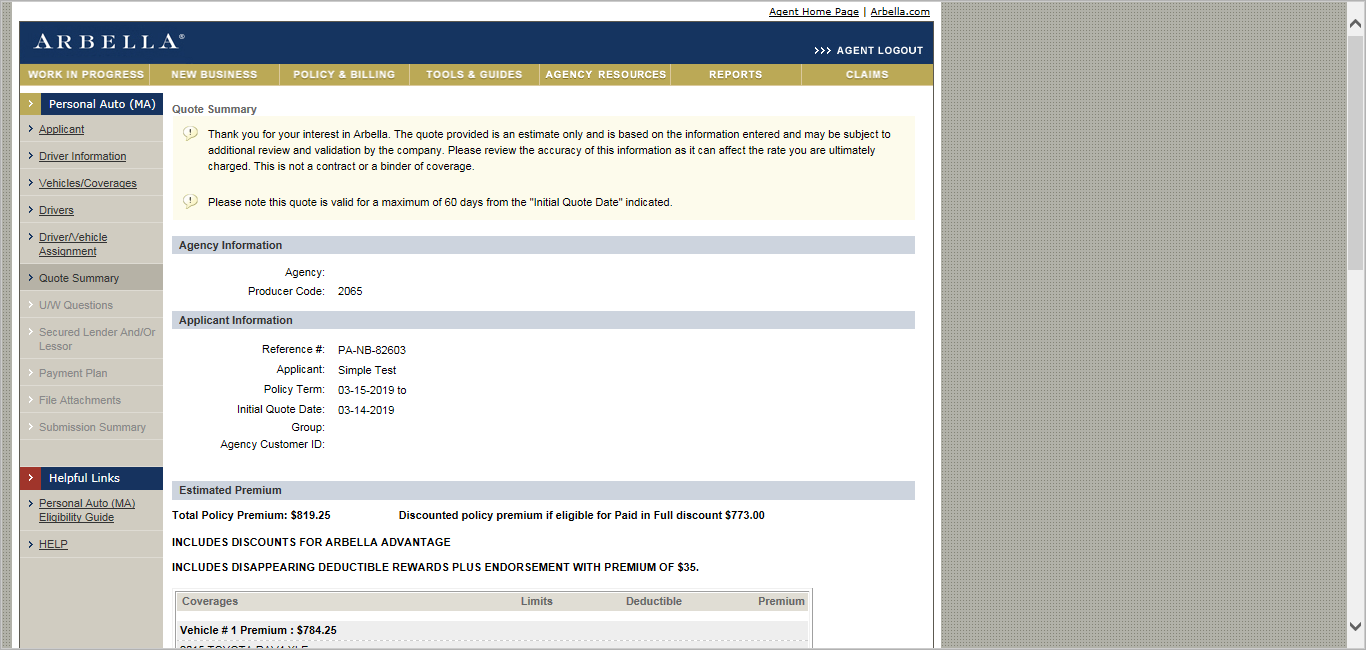 Agent Home Page | Arbella.com
ARBELLA®
>>> AGENT LOGOUT
WORK IN PROGRESS NEW BUSINESS POLICY & BILLING TOOLS & GUIDES AGENCY RESOURCES REPORTS CLAIMS
Personal Auto (MA)
Applicant
Driver Information
Vehicles/Coverages
Drivers
Driver/Vehicle
Assignment
Quote Summary
U/W Questions
Secured Lender And/Or
Lessor
Payment Plan
File Attachments
Submission Summary
Helpful Links
Personal Auto (MA)
Eligibility Guide
HELP
Quote Summary
Thank you for your interest in Arbella. The quote provided is an estimate only and is based on the information entered and may be subject to
additional review and validation by the company. Please review the accuracy of this information as it can affect the rate you are ultimately
charged. This is not a contract or a binder of coverage.
Please note this quote is valid for a maximum of 60 days from the "Initial Quote Date" indicated.
Agency Information
Agency:
Producer Code: 2065
Applicant Information
Reference #: PA-NB-82603
Applicant: Simple Test
Policy Term: 03-15-2019 to
Initial Quote Date: 03-14-2019
Group:
Agency Customer ID:
Estimated Premium
Total Policy Premium: $819.25 Discounted policy premium if eligible for Paid in Full discount $773.00
INCLUDES DISCOUNTS FOR ARBELLA ADVANTAGE
INCLUDES DISAPPEARING DEDUCTIBLE REWARDS PLUS ENDORSEMENT WITH PREMIUM OF $35.
Coverages Limits Deductible Premium
Vehicle # 1 Premium : $784.25
TOYOTA RAV4 XLE